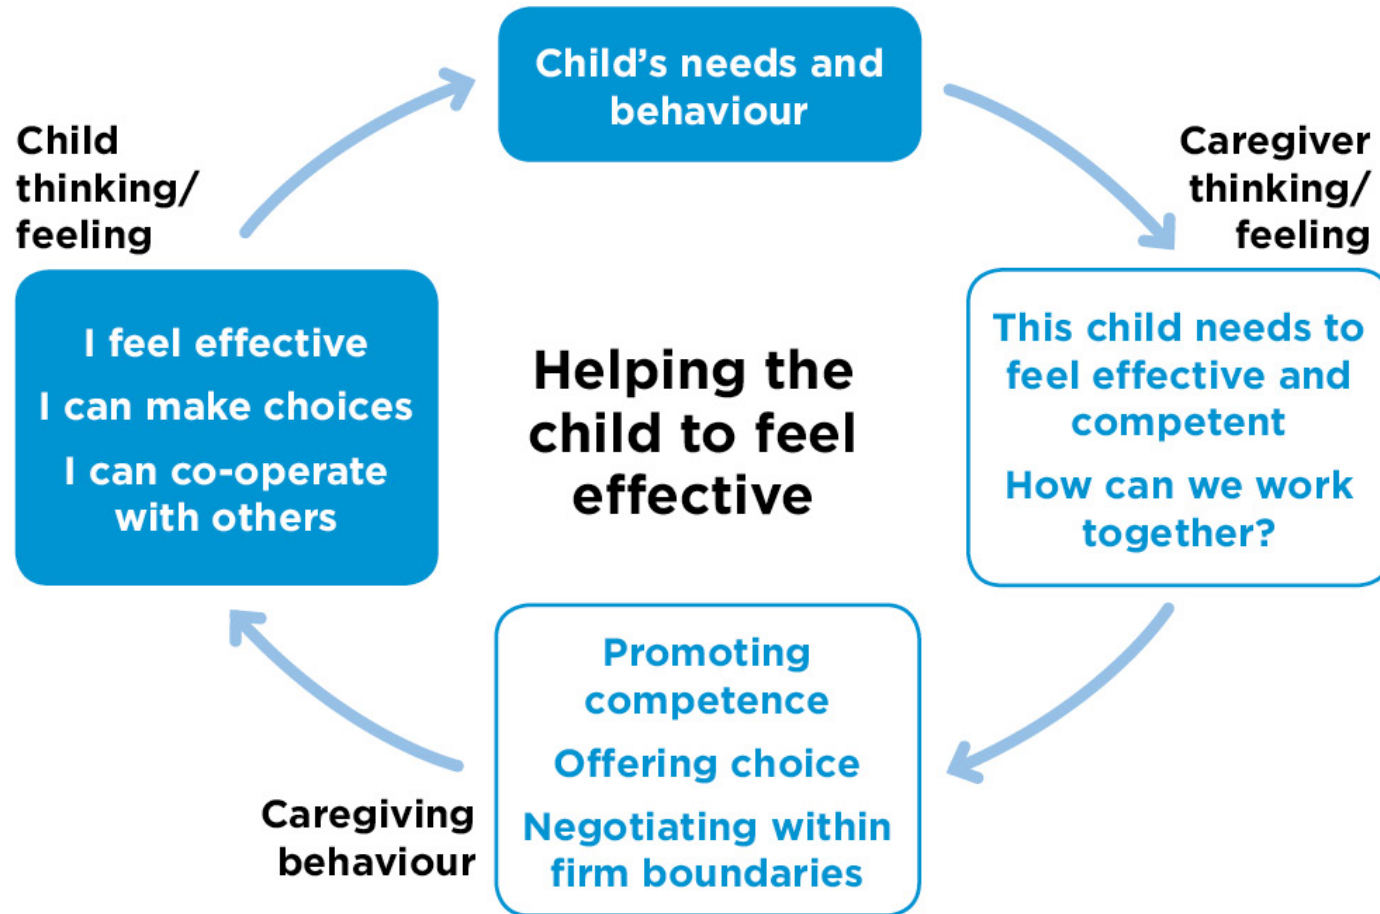 Child's needs and
behaviour
Caregiver
thinking/
feeling
This child needs to
feel effective and
competent
How can we work
together?
Promoting
competence
Offering choice
Negotiating within
firm boundaries
Caregiving
behaviour
Child
thinking/
feeling
I feel effective
I can make choices
I can co-operate
with others
Helping the
child to feel
effective